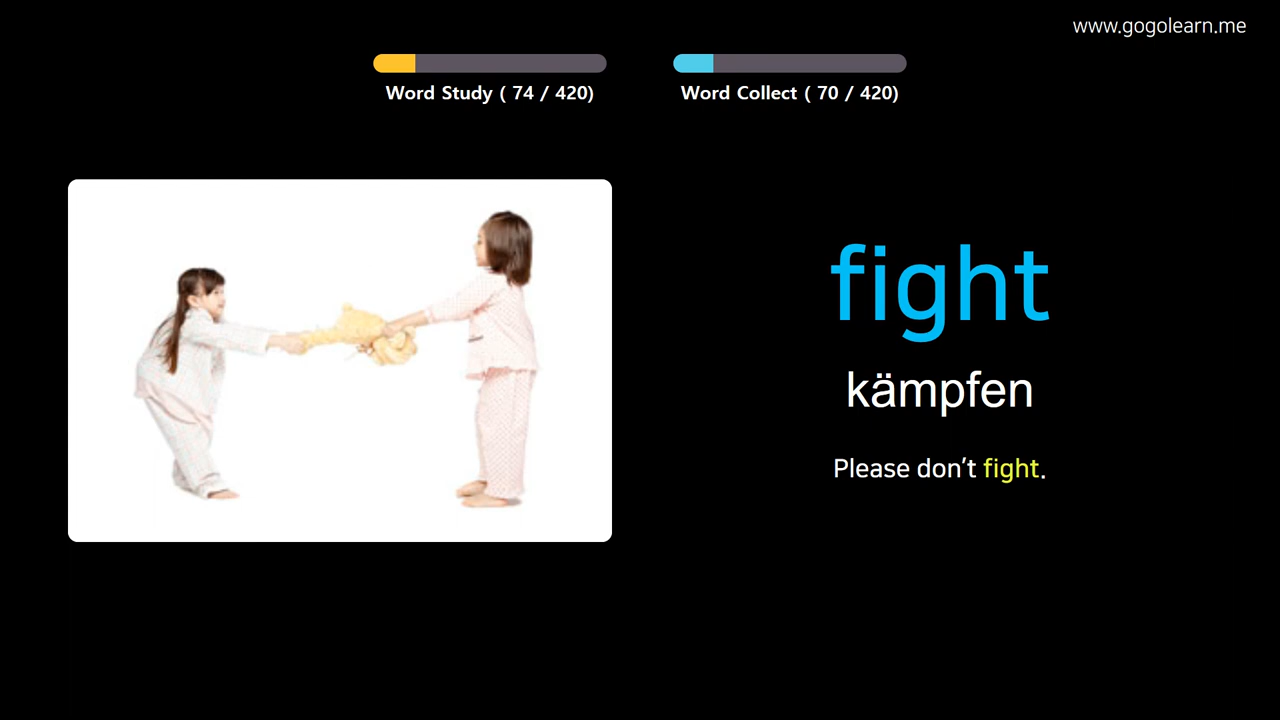 www.gogolearn.me
Word Study ( 74 / 420)
Word Collect ( 70 / 420)
fight
kämpfen
Please don’t fight.